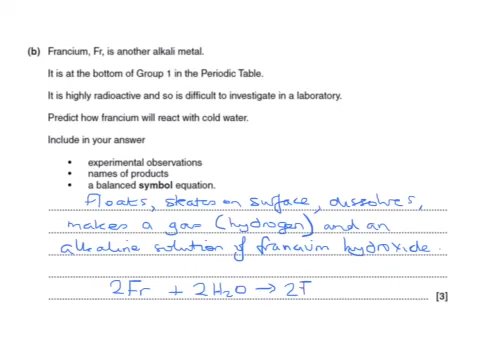 (b) Francium, Fr, is another alkali metal.
It is at the bottom of Group 1 in the Periodic Table.
It is highly radioactive and so is difficult to investigate in a laboratory.
Predict how francium will react with cold water.
Include in your answer
• experimental observations
• names of products
• a balanced symbol equation.
floats, skates on surface, dissolves,
makes a gas (hydrogen) and an
alkaline solution of francium hydroxide.
2Fr + 2H₂O → 2T
[3]